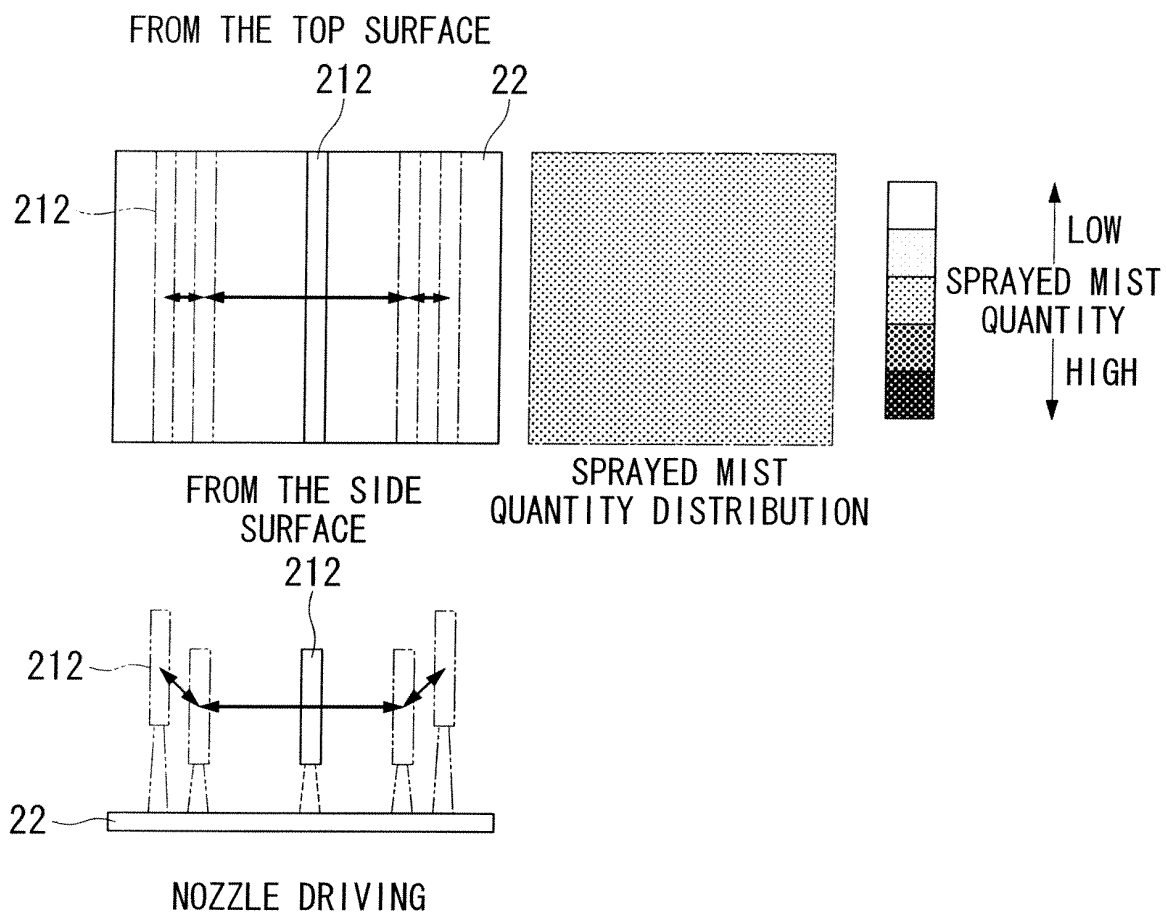 FROM THE TOP SURFACE
212
22
212
LOW
SPRAYED MIST
QUANTITY
HIGH
SPRAYED MIST
QUANTITY DISTRIBUTION
FROM THE SIDE
SURFACE
212
212
22
NOZZLE DRIVING